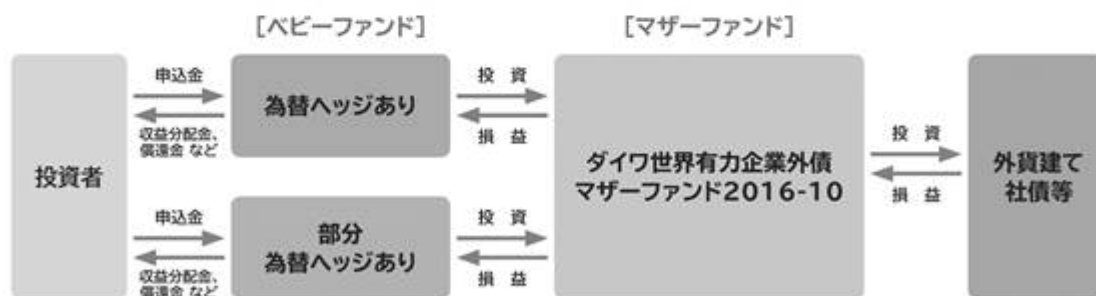 [ベビーファンド]
[マザーファンド]
投資者
申込金
収益分配金、
償還金 など
為替ヘッジあり
投 資
損 益
申込金
収益分配金、
償還金 など
部分
為替ヘッジあり
投 資
損 益
ダイワ世界有力企業外債
マザーファンド2016-10
投 資
損 益
外貨建て
社債等